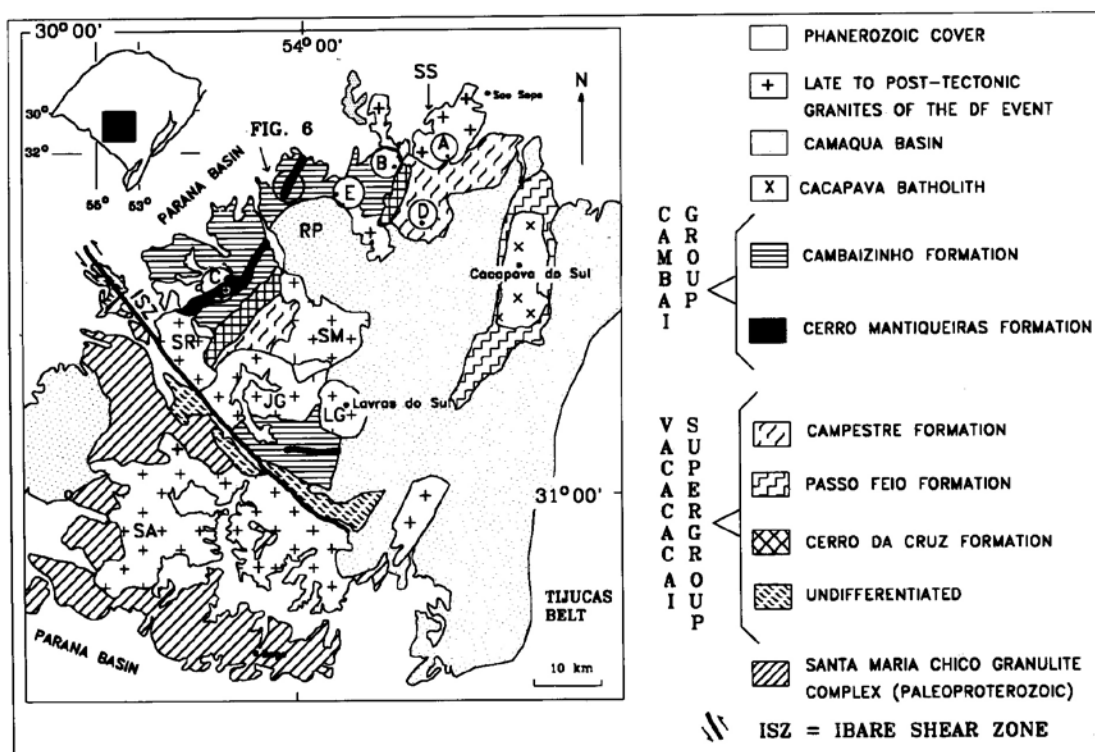 30° 00'
54° 00'
SS
Sao Sepe
N
30°
32°
55°
53°
FIG. 6
PARANA BASIN
A
B
E
D
RP
C
Cacapava do Sul
ISZ
SR
SM
JG
LG
Lavras do Sul
31° 00'
SA
TIJUCAS
BELT
PARANA BASIN
10 km
PHANEROZOIC COVER
LATE TO POST-TECTONIC
GRANITES OF THE DF EVENT
CAMAQUA BASIN
CACAPAVA BATHOLITH
CAMBAI
GROUP
CAMBAIZINHO FORMATION
CERRO MANTIQUEIRAS FORMATION
VACACAI
SUPERGROUP
CAMPESTRE FORMATION
PASSO FEIO FORMATION
CERRO DA CRUZ FORMATION
UNDIFFERENTIATED
SANTA MARIA CHICO GRANULITE
COMPLEX (PALEOPROTEROZOIC)
ISZ = IBARE SHEAR ZONE